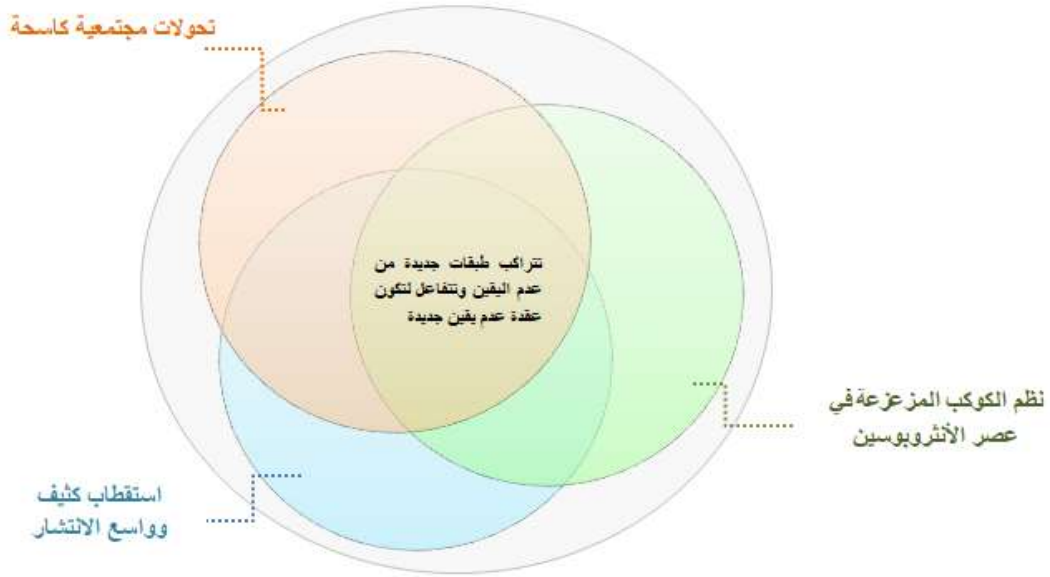 تحولات مجتمعية كاسحة
تتراكب طبقات جديدة من
عدم اليقين وتتفاعل لتكون
عقدة عدم يقين جديدة
نظم الكوكب المزعزعة في
عصر الأنثروبوسين
استقطاب كثيف
وواسع الانتشار